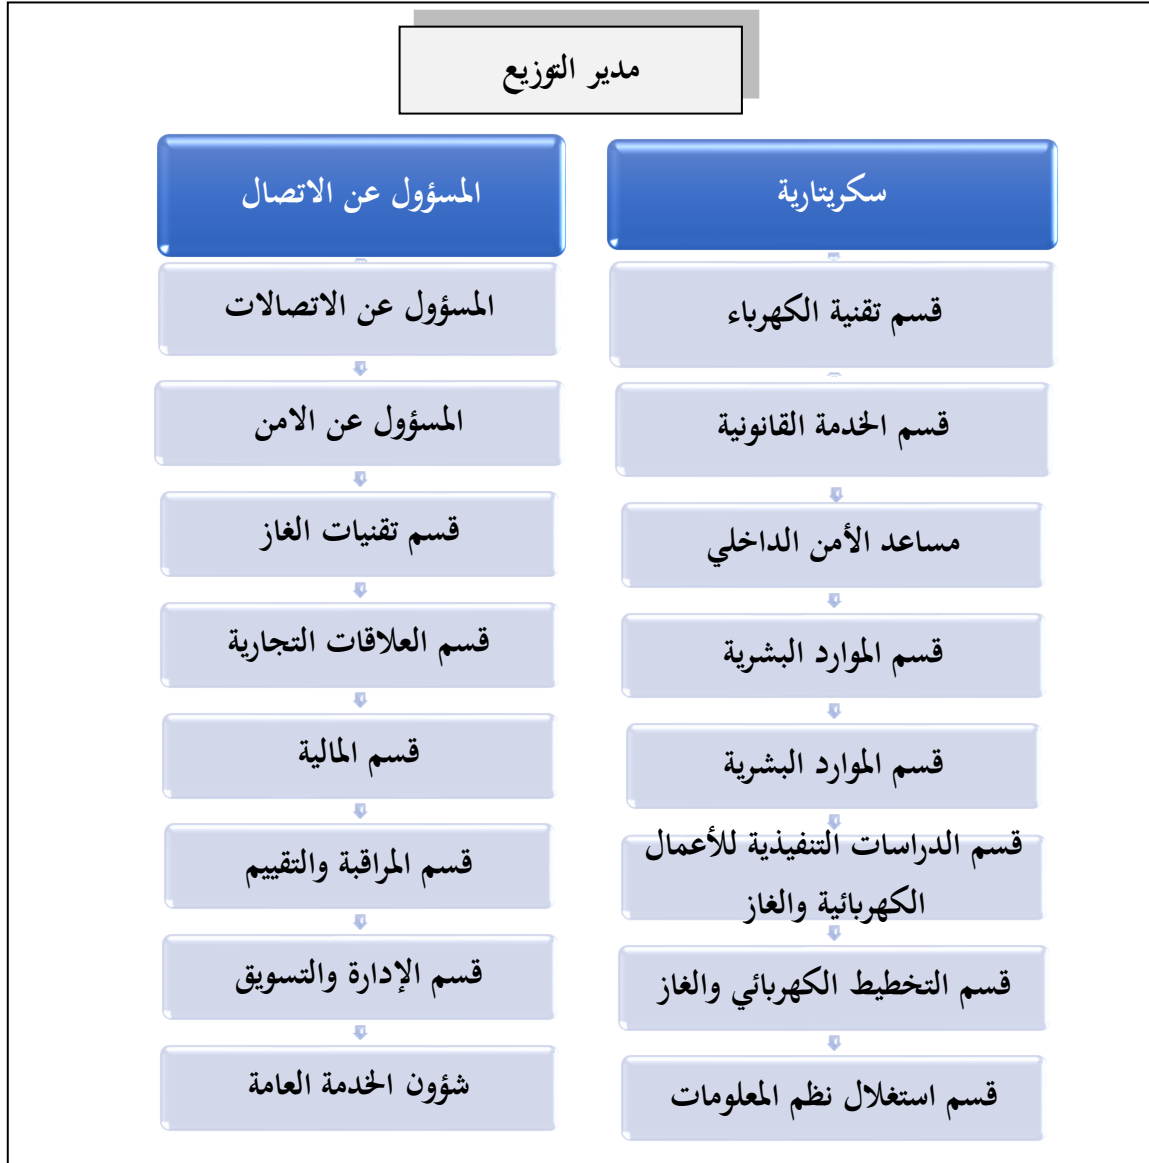 مدير التوزيع
سكريتارية
قسم تقنية الكهرباء
قسم الخدمة القانونية
مساعد الأمن الداخلي
قسم الموارد البشرية
قسم الموارد البشرية
قسم الدراسات التنفيذية للأعمال
الكهربائية والغاز
قسم التخطيط الكهربائي والغاز
قسم استغلال نظم المعلومات
المسؤول عن الاتصال
المسؤول عن الاتصالات
المسؤول عن الامن
قسم تقنيات الغاز
قسم العلاقات التجارية
قسم المالية
قسم المراقبة والتقييم
قسم الإدارة والتسويق
شؤون الخدمة العامة